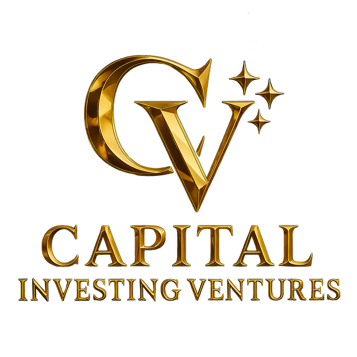 CV
CAPITAL
INVESTING VENTURES